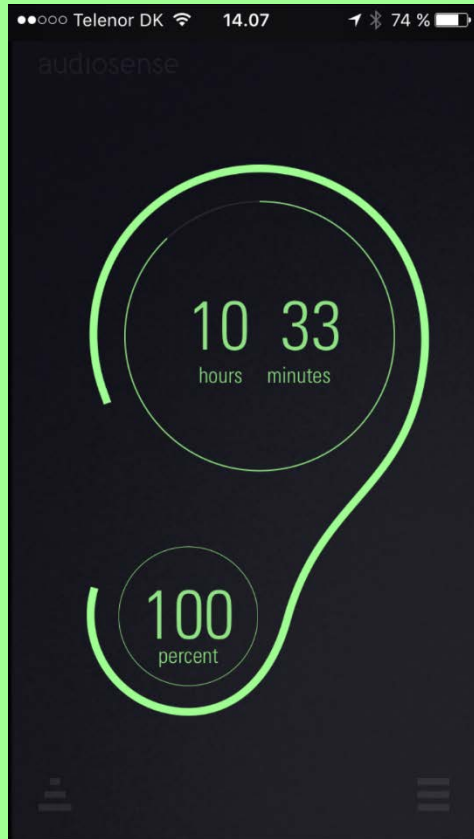 Telenor DK 14.07 74 %
audiosense
10 33
hours minutes
100
percent